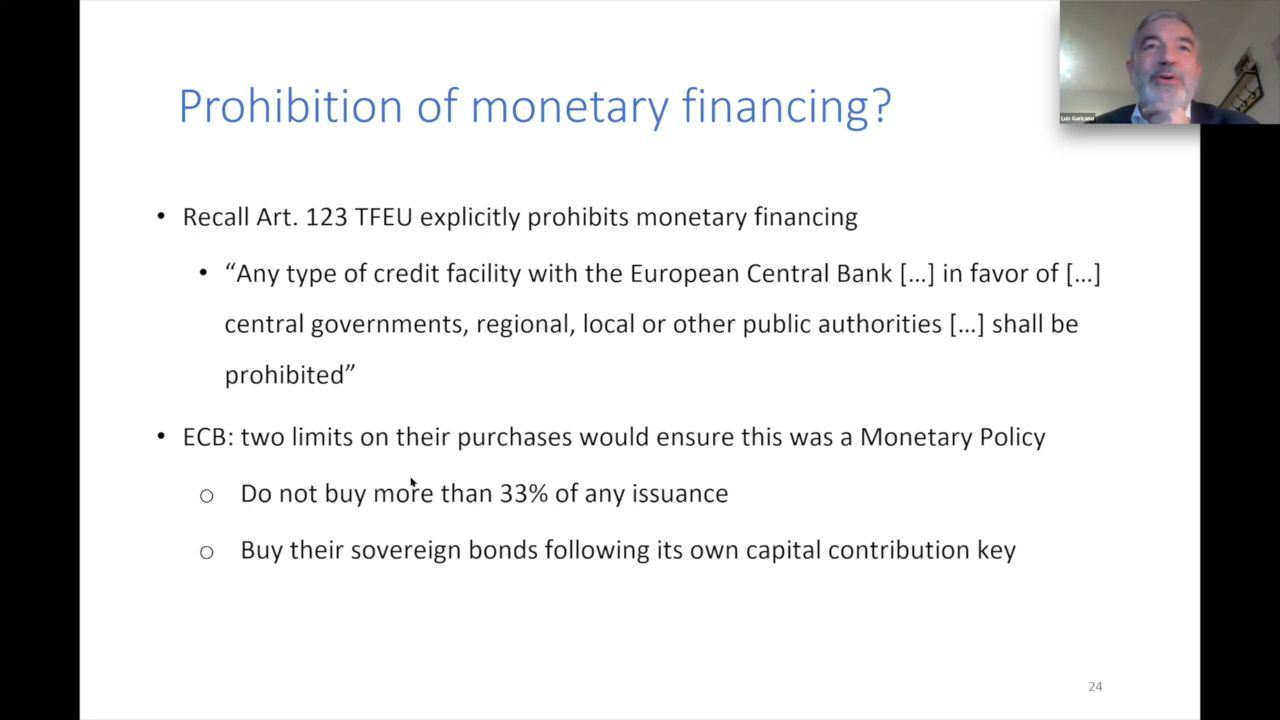 Prohibition of monetary financing?
Luis Garicano
• Recall Art. 123 TFEU explicitly prohibits monetary financing
• “Any type of credit facility with the European Central Bank […] in favor of […]
central governments, regional, local or other public authorities […] shall be
prohibited”
• ECB: two limits on their purchases would ensure this was a Monetary Policy
○ Do not buy more than 33% of any issuance
○ Buy their sovereign bonds following its own capital contribution key
24